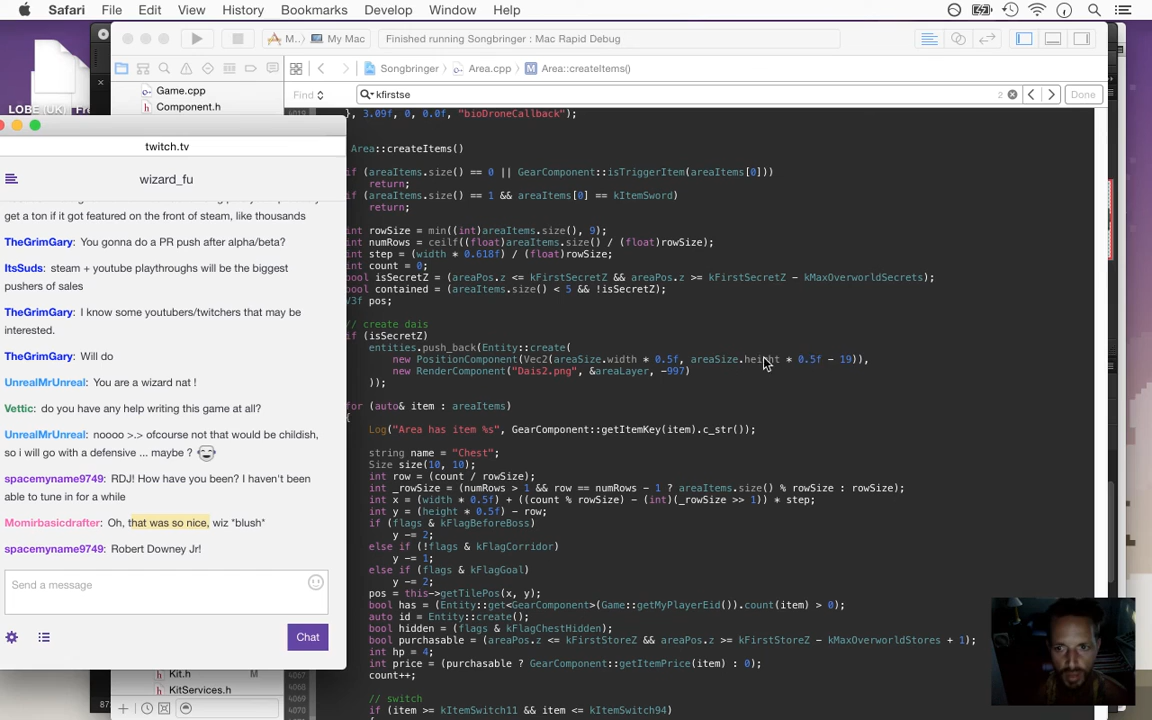 Safari File Edit View History Bookmarks Develop Window Help
M.. My Mac Finished running Songbringer : Mac Rapid Debug
Songbringer Area.cpp M Area::createItems()
Game.cpp
Component.h
Find kfirstse 2 Done
LOBE (UK)
}, 3.09f, 0, 0.0f, "bioDroneCallback");
Area::createItems()
if (areaItems.size() == 0 || GearComponent::isTriggerItem(areaItems[0]))
return;
if (areaItems.size() == 1 && areaItems[0] == kItemSword)
return;
int rowSize = min((int)areaItems.size(), 9);
int numRows = ceilf((float)areaItems.size() / (float)rowSize);
int step = (width * 0.618f) / (float)rowSize;
int count = 0;
bool isSecretZ = (areaPos.z <= kFirstSecretZ && areaPos.z >= kFirstSecretZ - kMaxOverworldSecrets);
bool contained = (areaItems.size() < 5 && !isSecretZ);
V3f pos;
// create dais
if (isSecretZ)
entities.push_back(Entity::create(
new PositionComponent(Vec2(areaSize.width * 0.5f, areaSize.height * 0.5f - 19)),
new RenderComponent("Dais2.png", &areaLayer, -997)
));
for (auto& item : areaItems)
{
Log("Area has item %s", GearComponent::getItemKey(item).c_str());
string name = "Chest";
Size size(10, 10);
int row = (count / rowSize);
int _rowSize = (numRows > 1 && row == numRows - 1 ? areaItems.size() % rowSize : rowSize);
int x = (width * 0.5f) + ((count % rowSize) - (int)(_rowSize >> 1)) * step;
int y = (height * 0.5f) - row;
if (flags & kFlagBeforeBoss)
y -= 2;
else if (!flags & kFlagCorridor)
y -= 1;
else if (flags & kFlagGoal)
y -= 2;
pos = this->getTilePos(x, y);
bool has = (Entity::get<GearComponent>(Game::getMyPlayerEid()).count(item) > 0);
auto id = Entity::create();
bool hidden = (flags & kFlagChestHidden);
bool purchasable = (areaPos.z <= kFirstStoreZ && areaPos.z >= kFirstStoreZ - kMaxOverworldStores + 1);
int hp = 4;
int price = (purchasable ? GearComponent::getItemPrice(item) : 0);
count++;
// switch
if (item >= kItemSwitch11 && item <= kItemSwitch94)
4067
4068
4069
4070
twitch.tv
wizard_fu
get a ton if it got featured on the front of steam, like thousands
TheGrimGary: You gonna do a PR push after alpha/beta?
ItsSuds: steam + youtube playthroughs will be the biggest
pushers of sales
TheGrimGary: I know some youtubers/twitchers that may be
interested.
TheGrimGary: Will do
UnrealMrUnreal: You are a wizard nat !
Vettic: do you have any help writing this game at all?
UnrealMrUnreal: noooo >.> ofcourse not that would be childish,
so i will go with a defensive ... maybe ?
spacemyname9749: RDJ! How have you been? I haven't been
able to tune in for a while
Momirbasicdrafter: Oh, that was so nice, wiz *blush*
spacemyname9749: Robert Downey Jr!
Send a message
Chat
Kit.h M
KitServices.h